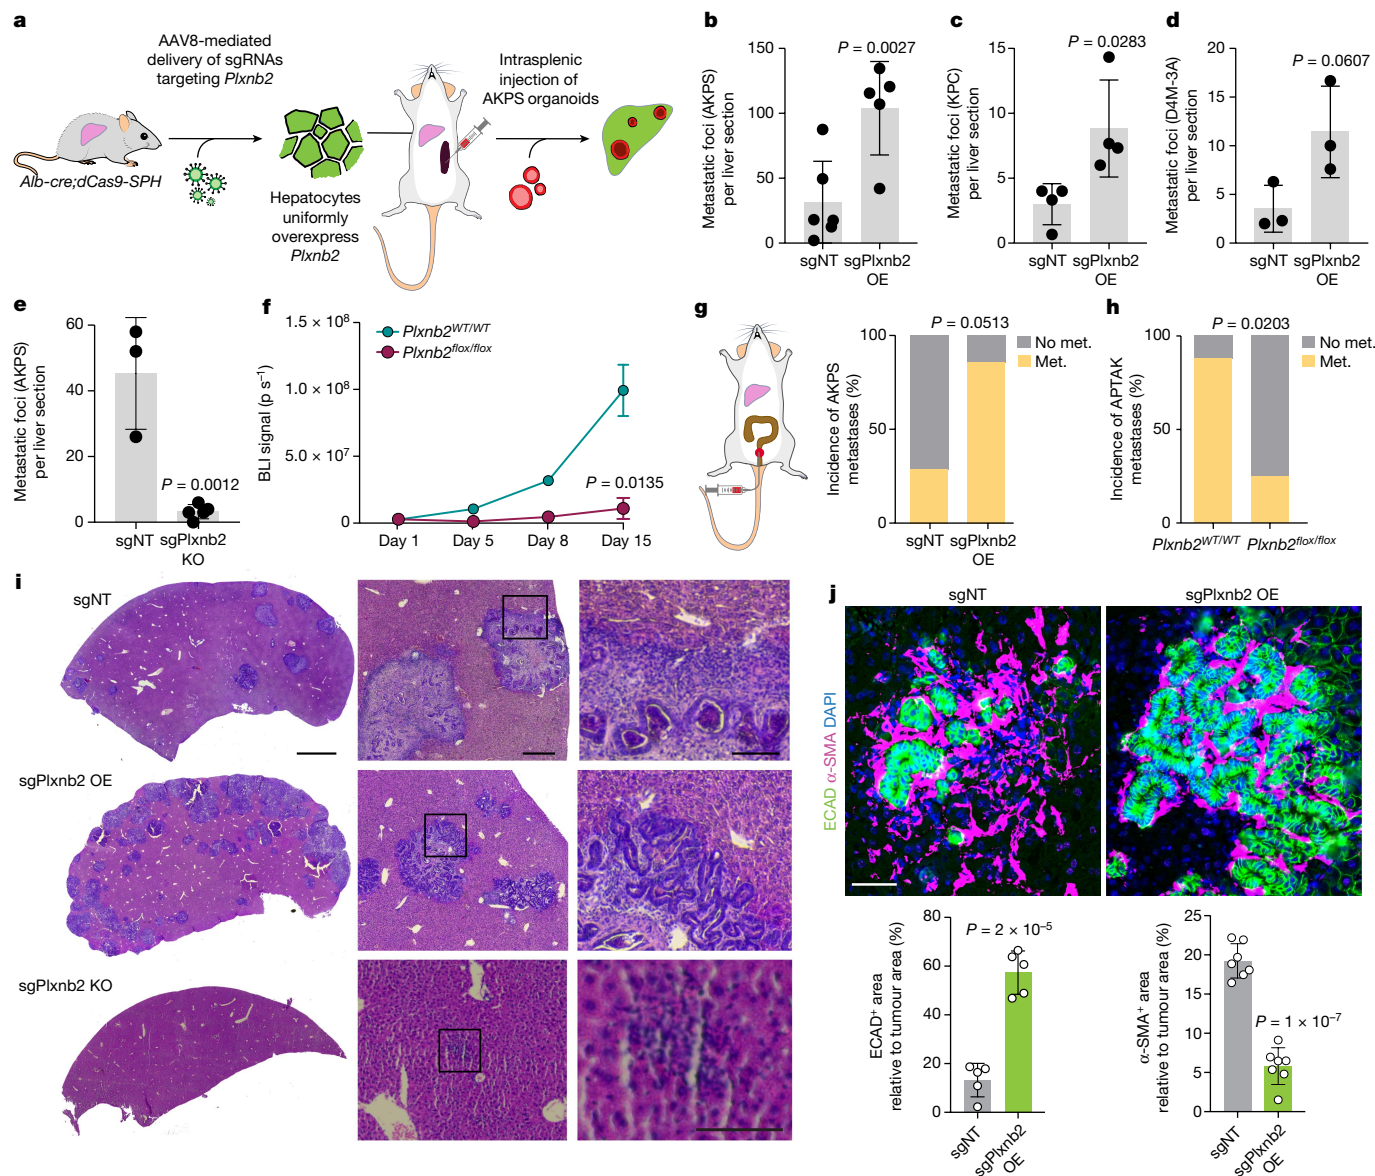 a
AAV8-mediated
delivery of sgRNAs
targeting Plxnb2
Alb-cre;dCas9-SPH
Hepatocytes
uniformly
overexpress
Plxnb2
Intrasplenic
injection of
AKPS organoids
b
Metastatic foci (AKPS)
per liver section
150
100
50
0
P = 0.0027
sgNT
sgPlxnb2
OE
c
Metastatic foci (KPC)
per liver section
15
10
5
0
P = 0.0283
sgNT
sgPlxnb2
OE
d
Metastatic foci (D4M-3A)
per liver section
20
15
10
5
0
P = 0.0607
sgNT
sgPlxnb2
OE
e
Metastatic foci (AKPS)
per liver section
60
40
20
0
P = 0.0012
sgNT
sgPlxnb2
KO
f
BLI signal (p s⁻¹)
1.5 × 10⁸
1.0 × 10⁸
5.0 × 10⁷
0
Plxnb2^WT/WT
Plxnb2^flox/flox
P = 0.0135
Day 1
Day 5
Day 8
Day 15
g
Incidence of AKPS
metastases (%)
100
50
0
P = 0.0513
No met.
Met.
sgNT
sgPlxnb2
OE
h
Incidence of APTAK
metastases (%)
100
50
0
P = 0.0203
No met.
Met.
Plxnb2^WT/WT
Plxnb2^flox/flox
i
sgNT
sgPlxnb2 OE
sgPlxnb2 KO
j
sgNT
sgPlxnb2 OE
ECAD α-SMA DAPI
ECAD⁺ area
relative to tumour area (%)
80
60
40
20
0
P = 2 × 10⁻⁵
sgNT
sgPlxnb2
OE
α-SMA⁺ area
relative to tumour area (%)
25
20
15
10
5
0
P = 1 × 10⁻⁷
sgNT
sgPlxnb2
OE